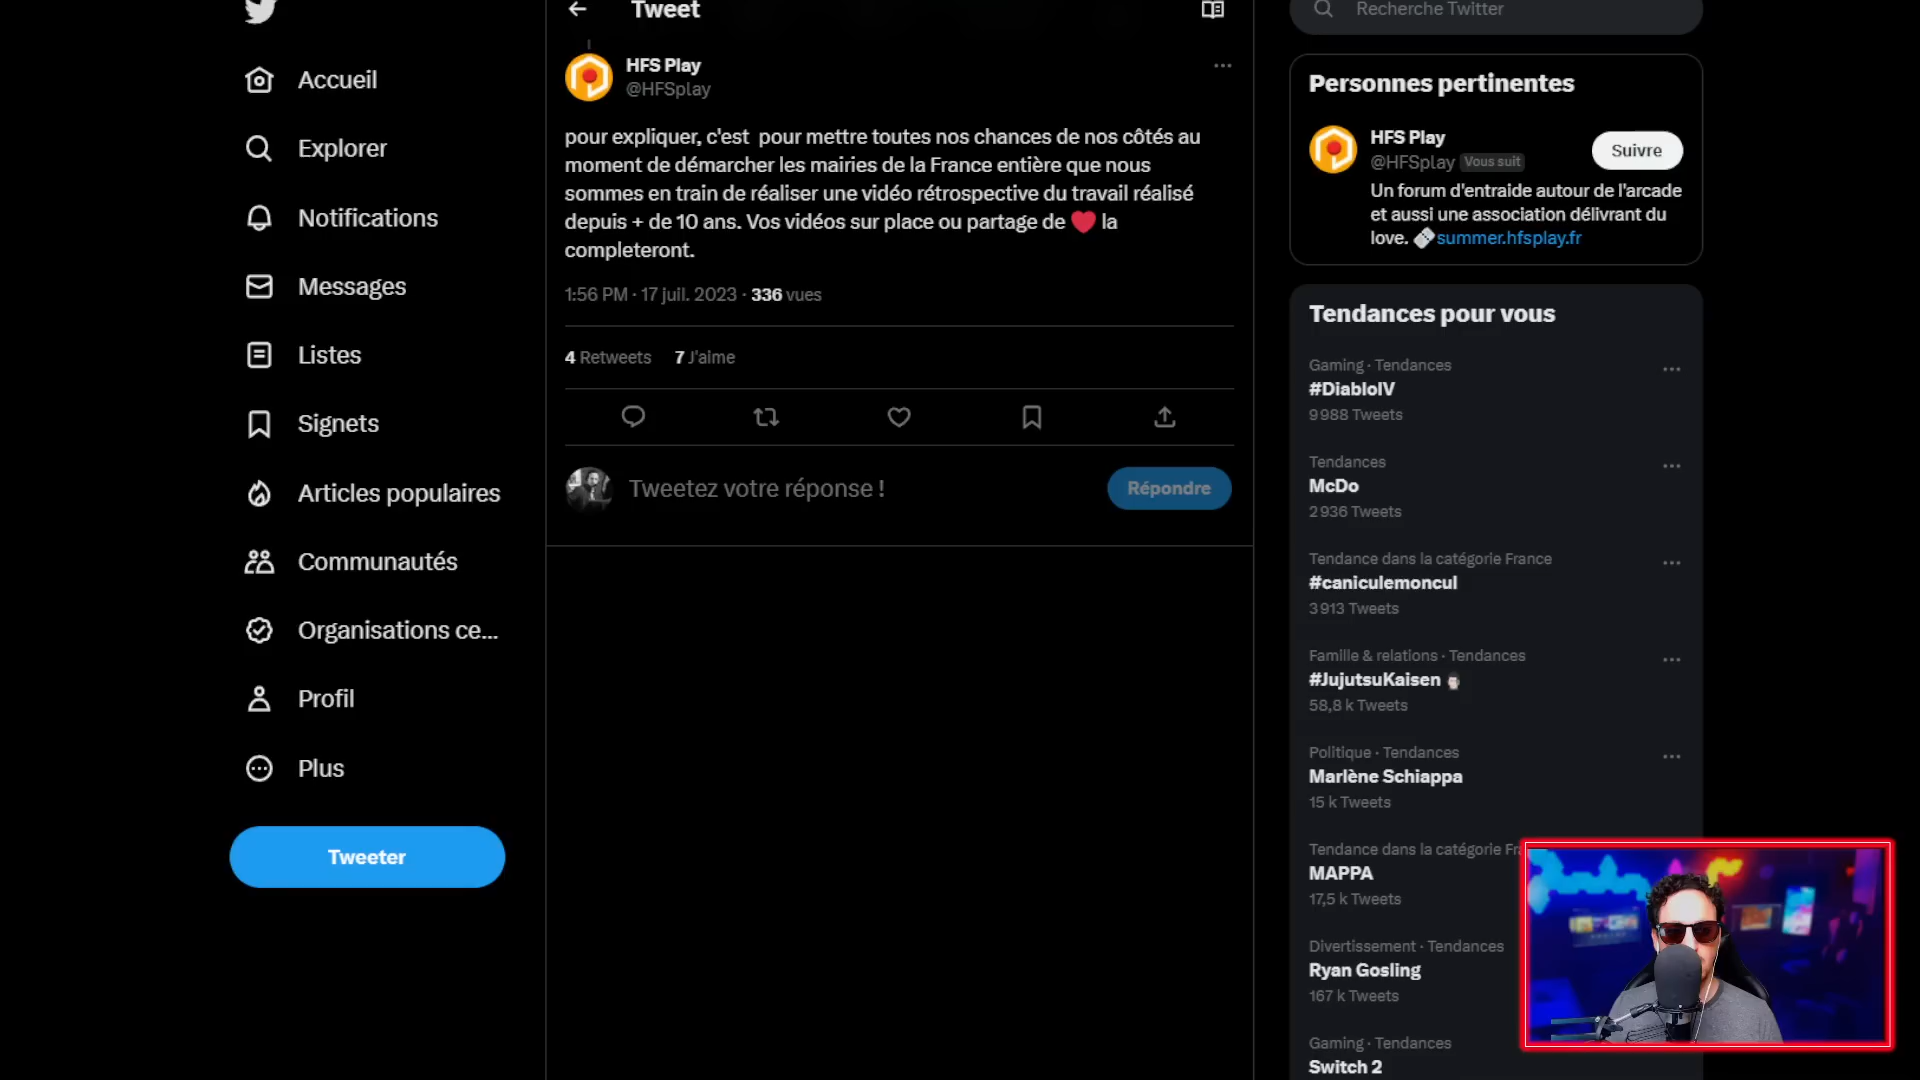 Accueil
Explorer
Notifications
Messages
Listes
Signets
Articles populaires
Communautés
Organisations ce...
Profil
Plus
Tweeter
Tweet
HFS Play
@HFSplay
pour expliquer, c'est pour mettre toutes nos chances de nos côtés au
moment de démarcher les mairies de la France entière que nous
sommes en train de réaliser une vidéo rétrospective du travail réalisé
depuis + de 10 ans. Vos vidéos sur place ou partage de ❤️ la
completeront.
1:56 PM · 17 juil. 2023 · 336 vues
4 Retweets 7 J'aime
Tweetez votre réponse !
Répondre
Recherche Twitter
Personnes pertinentes
HFS Play
@HFSplay Vous suit
Suivre
Un forum d'entraide autour de l'arcade
et aussi une association délivrant du
love. summer.hfsplay.fr
Tendances pour vous
Gaming · Tendances
#DiabloIV
9 988 Tweets
Tendances
McDo
2 936 Tweets
Tendance dans la catégorie France
#caniculemoncul
3 913 Tweets
Famille & relations · Tendances
#JujutsuKaisen
58,8 k Tweets
Politique · Tendances
Marlène Schiappa
15 k Tweets
Tendance dans la catégorie Fra
MAPPA
17,5 k Tweets
Divertissement · Tendances
Ryan Gosling
167 k Tweets
Gaming · Tendances
Switch 2